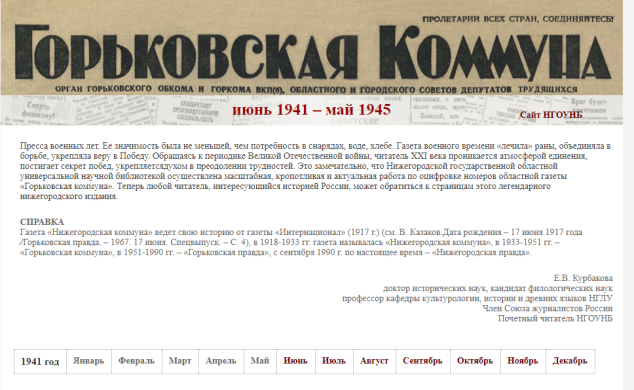 ПРОЛЕТАРИИ ВСЕХ СТРАН, СОЕДИНЯЙТЕСЬ!
Горьковская Коммуна
ОРГАН ГОРЬКОВСКОГО ОБКОМА И ГОРКОМА ВКП(б), ОБЛАСТНОГО И ГОРОДСКОГО СОВЕТОВ ДЕПУТАТОВ ТРУДЯЩИХСЯ
июнь 1941 – май 1945
Сайт НГОУНБ
Пресса военных лет. Ее значимость была не меньшей, чем потребность в снарядах, воде, хлебе. Газета военного времени «лечила» раны, объединяла в
борьбе, укрепляла веру в Победу. Обращаясь к периодике Великой Отечественной войны, читатель XXI века проникается атмосферой единения,
постигает секрет побед, укрепляетсядухом в преодолении трудностей. Это замечательно, что Нижегородской государственной областной
универсальной научной библиотекой осуществлена масштабная, кропотливая и актуальная работа по оцифровке номеров областной газеты
«Горьковская коммуна». Теперь любой читатель, интересующийся историей России, может обратиться к страницам этого легендарного
нижегородского издания.
СПРАВКА
Газета «Нижегородская коммуна» ведет свою историю от газеты «Интернационал» (1917 г.) (см. В. Казаков.Дата рождения – 17 июня 1917 года
/Горьковская правда. – 1967. 17 июня. Спецвыпуск. – С. 4), в 1918-1933 гг. газета называлась «Нижегородская коммуна», в 1933-1951 гг. –
«Горьковская коммуна», в 1951-1990 гг. – «Горьковская правда», с сентября 1990 г. по настоящее время – «Нижегородская правда».
Е.В. Курбакова
доктор исторических наук, кандидат филологических наук
профессор кафедры культурологии, истории и древних языков НГЛУ
Член Союза журналистов России
Почетный читатель НГОУНБ
1941 год Январь Февраль Март Апрель Май Июнь Июль Август Сентябрь Октябрь Ноябрь Декабрь